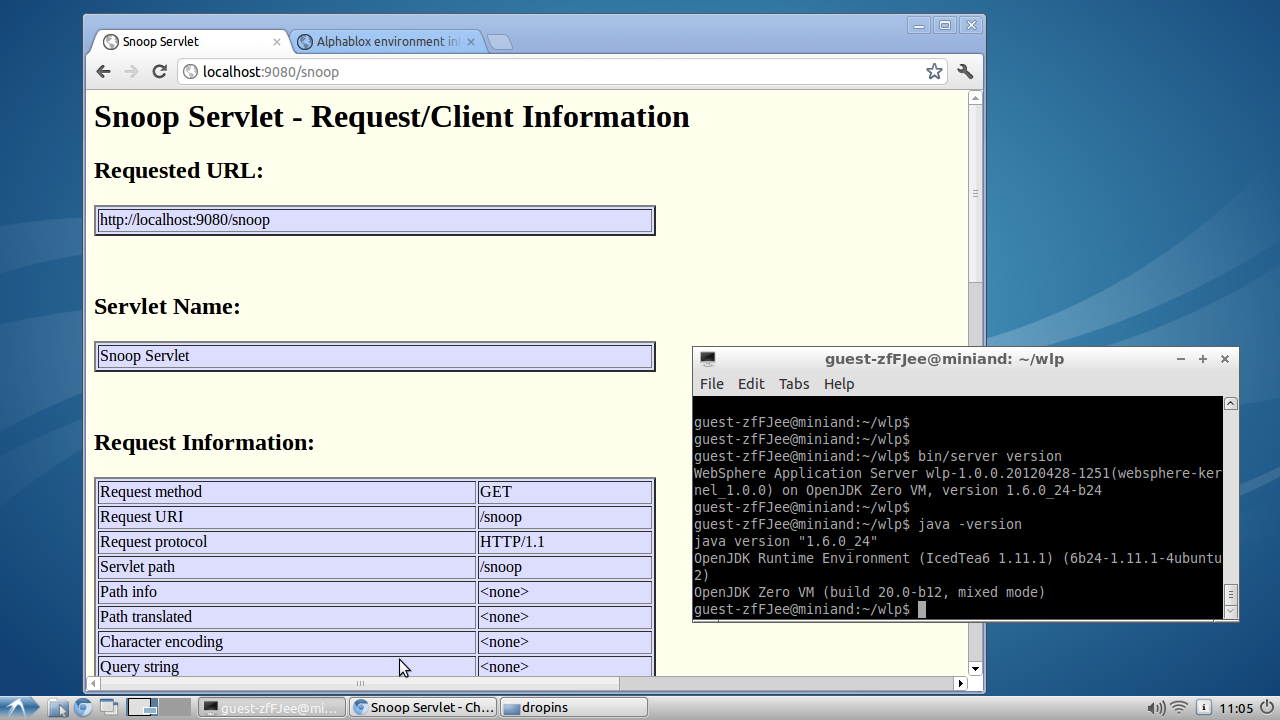 Snoop Servlet
Alphablox environment in
localhost:9080/snoop
Snoop Servlet - Request/Client Information
Requested URL:
http://localhost:9080/snoop
Servlet Name:
Snoop Servlet
Request Information:
Request method GET
Request URI /snoop
Request protocol HTTP/1.1
Servlet path /snoop
Path info <none>
Path translated <none>
Character encoding <none>
Query string <none>
guest-zfFJee@miniand: ~/wlp
File Edit Tabs Help
guest-zfFJee@miniand:~/wlp$
guest-zfFJee@miniand:~/wlp$
guest-zfFJee@miniand:~/wlp$ bin/server version
WebSphere Application Server wlp-1.0.0.20120428-1251(websphere-ker
nel_1.0.0) on OpenJDK Zero VM, version 1.6.0_24-b24
guest-zfFJee@miniand:~/wlp$
guest-zfFJee@miniand:~/wlp$ java -version
java version "1.6.0_24"
OpenJDK Runtime Environment (IcedTea6 1.11.1) (6b24-1.11.1-4ubuntu
2)
OpenJDK Zero VM (build 20.0-b12, mixed mode)
guest-zfFJee@miniand:~/wlp$
guest-zfFJee@mi...
Snoop Servlet - Ch...
dropins
11:05